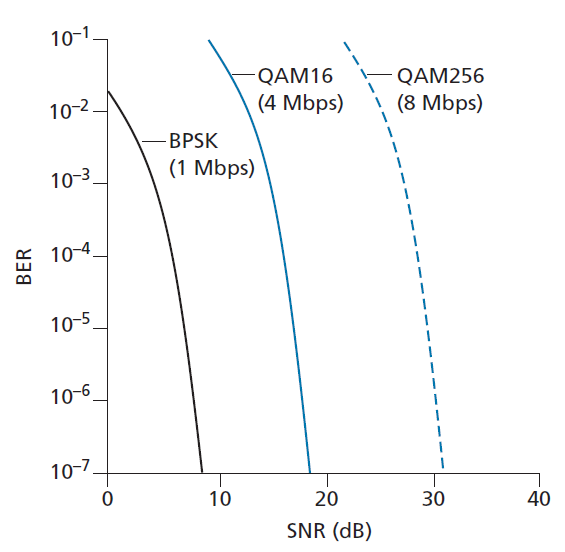 10⁻¹
10⁻²
10⁻³
10⁻⁴
10⁻⁵
10⁻⁶
10⁻⁷
BER
QAM16
(4 Mbps)
QAM256
(8 Mbps)
BPSK
(1 Mbps)
0 10 20 30 40
SNR (dB)